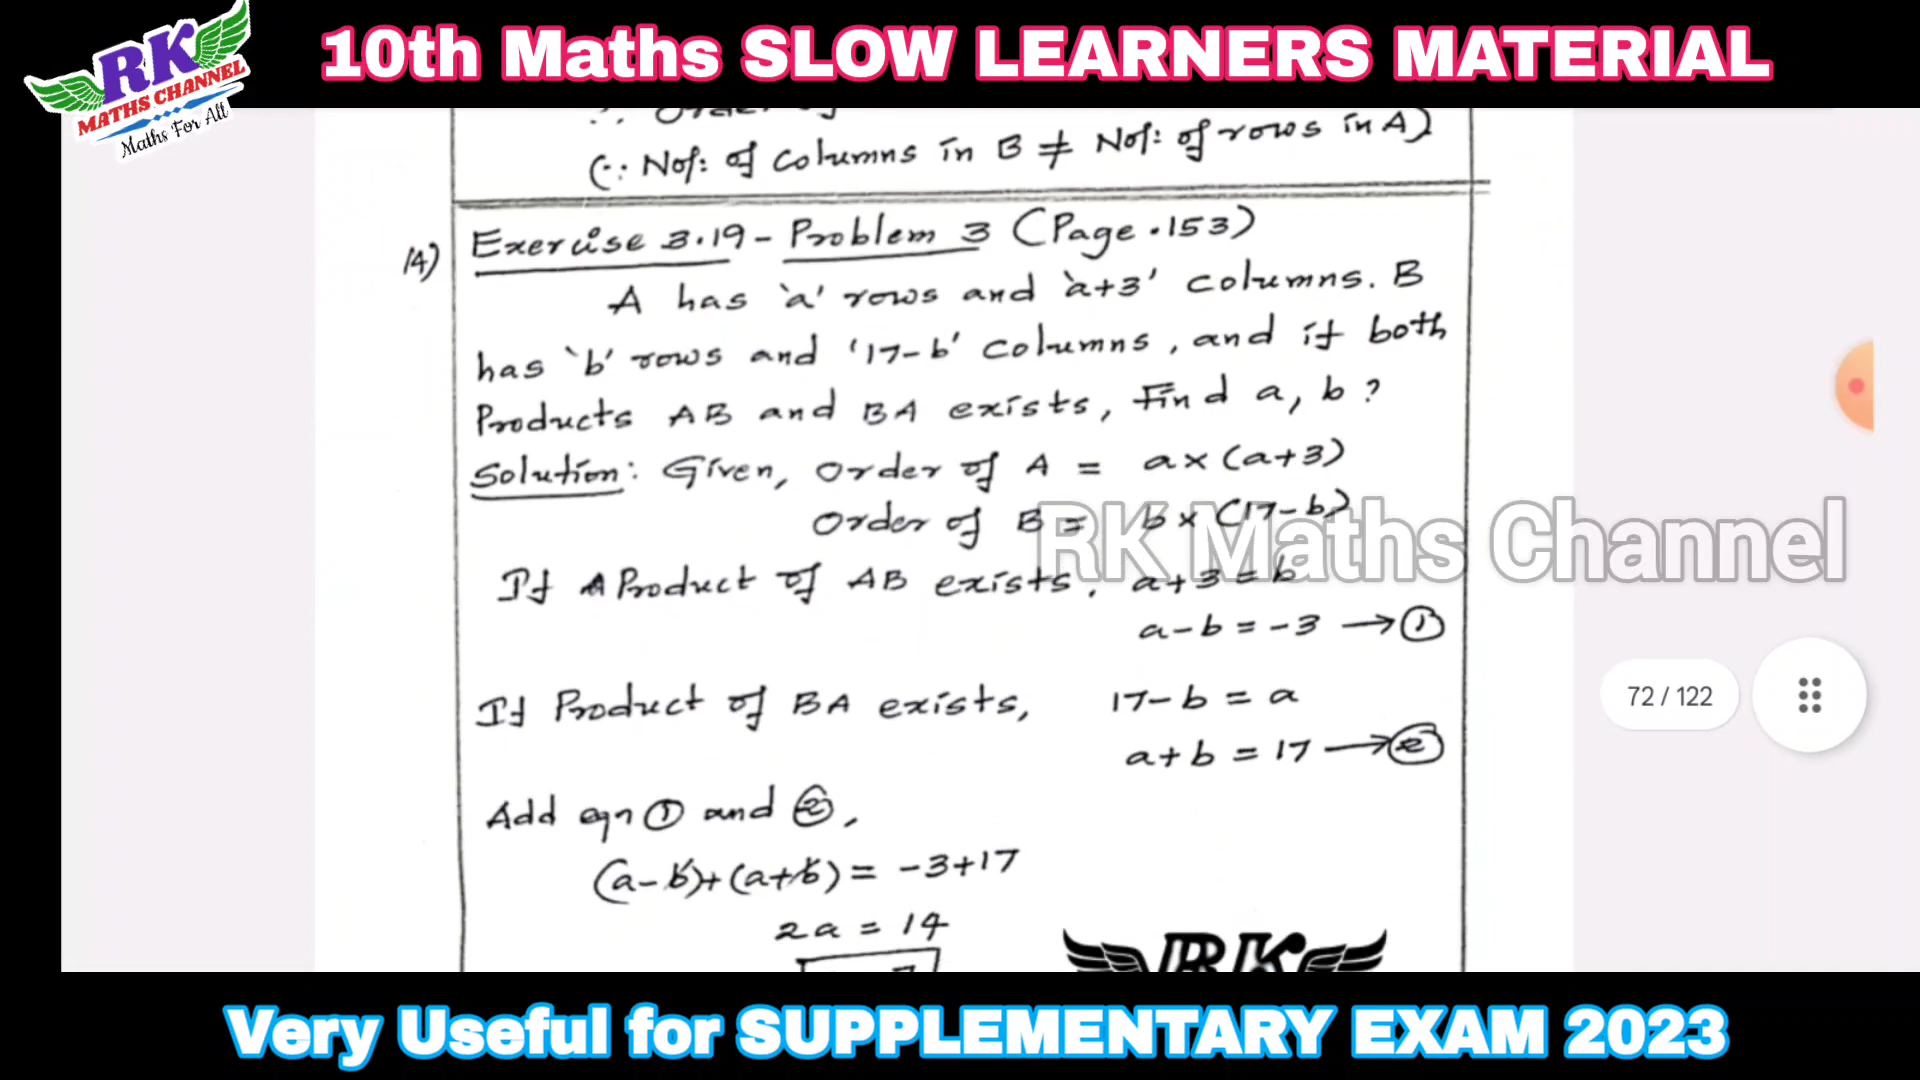 RK
MATHS CHANNEL
Maths For All
10th Maths SLOW LEARNERS MATERIAL
(∵ Nof: of columns in B ≠ Nof: of rows in A)
14) Exercise 3.19 - Problem 3 (Page.153)
A has 'a' rows and 'a+3' columns. B
has 'b' rows and '17-b' columns, and if both
Products AB and BA exists, Find a, b?
Solution: Given, Order of A = a×(a+3)
Order of B = b×(17-b)
RK Maths Channel
If A Product of AB exists, a+3 = b
a-b = -3 → ①
If Product of BA exists, 17-b = a
a+b = 17 → ②
72 / 122
Add eqn ① and ②,
(a-b)+(a+b) = -3+17
2a = 14
RK
Very Useful for SUPPLEMENTARY EXAM 2023